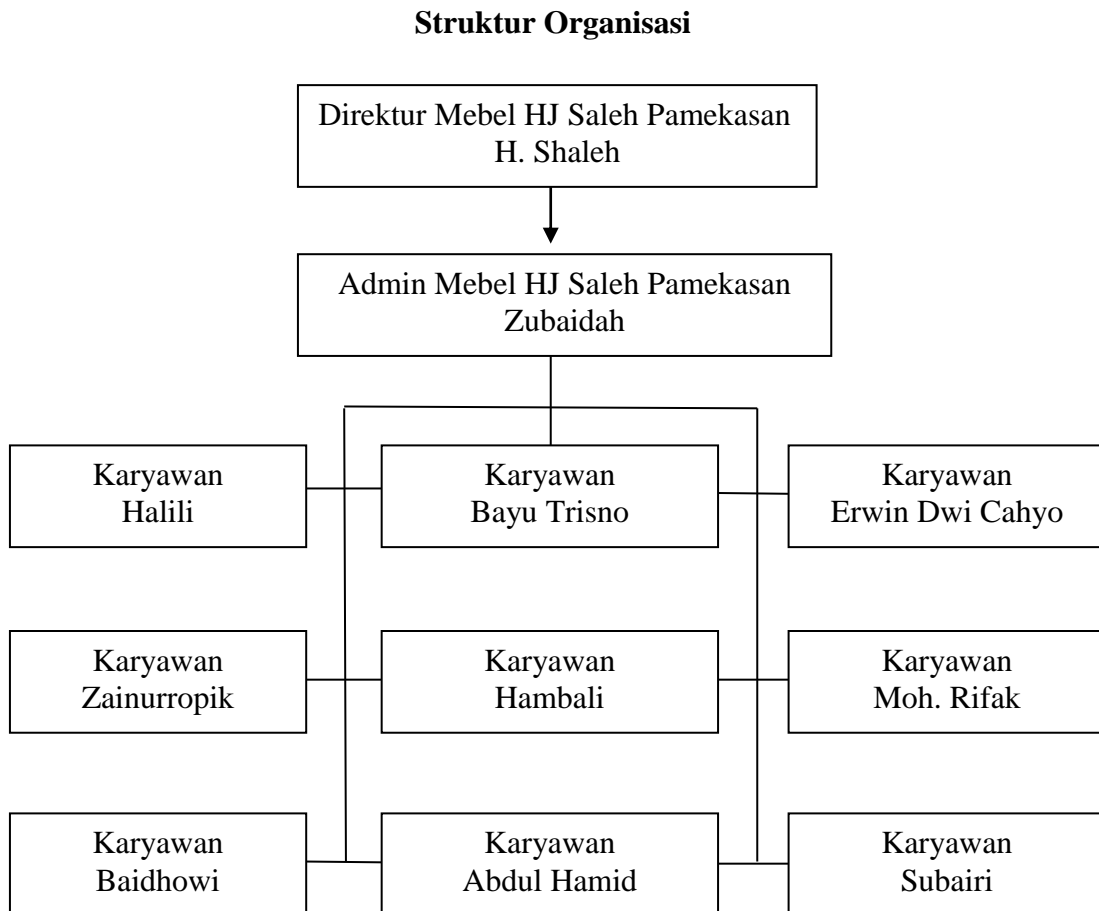 Struktur Organisasi
Direktur Mebel HJ Saleh Pamekasan
H. Shaleh
Admin Mebel HJ Saleh Pamekasan
Zubaidah
Karyawan
Halili
Karyawan
Bayu Trisno
Karyawan
Erwin Dwi Cahyo
Karyawan
Zainurropik
Karyawan
Hambali
Karyawan
Moh. Rifak
Karyawan
Baidhowi
Karyawan
Abdul Hamid
Karyawan
Subairi